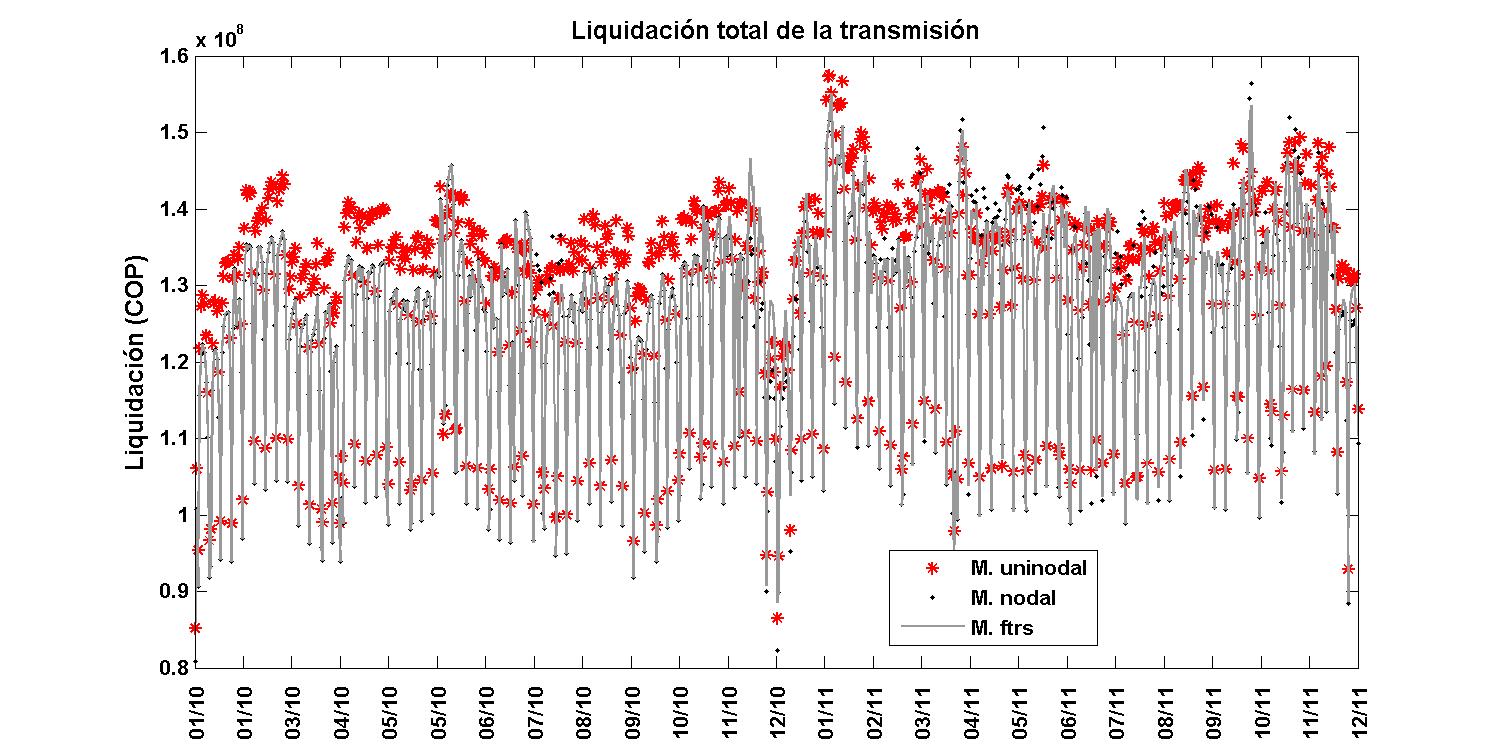 Liquidación total de la transmisión
x 10⁸
1.6
1.5
1.4
1.3
1.2
1.1
1
0.9
0.8
Liquidación (COP)
M. uninodal
M. nodal
M. ftrs
01/10 01/10 03/10 04/10 05/10 05/10 06/10 07/10 08/10 09/10 10/10 11/10 12/10 01/11 02/11 03/11 04/11 05/11 06/11 07/11 08/11 09/11 10/11 11/11 12/11